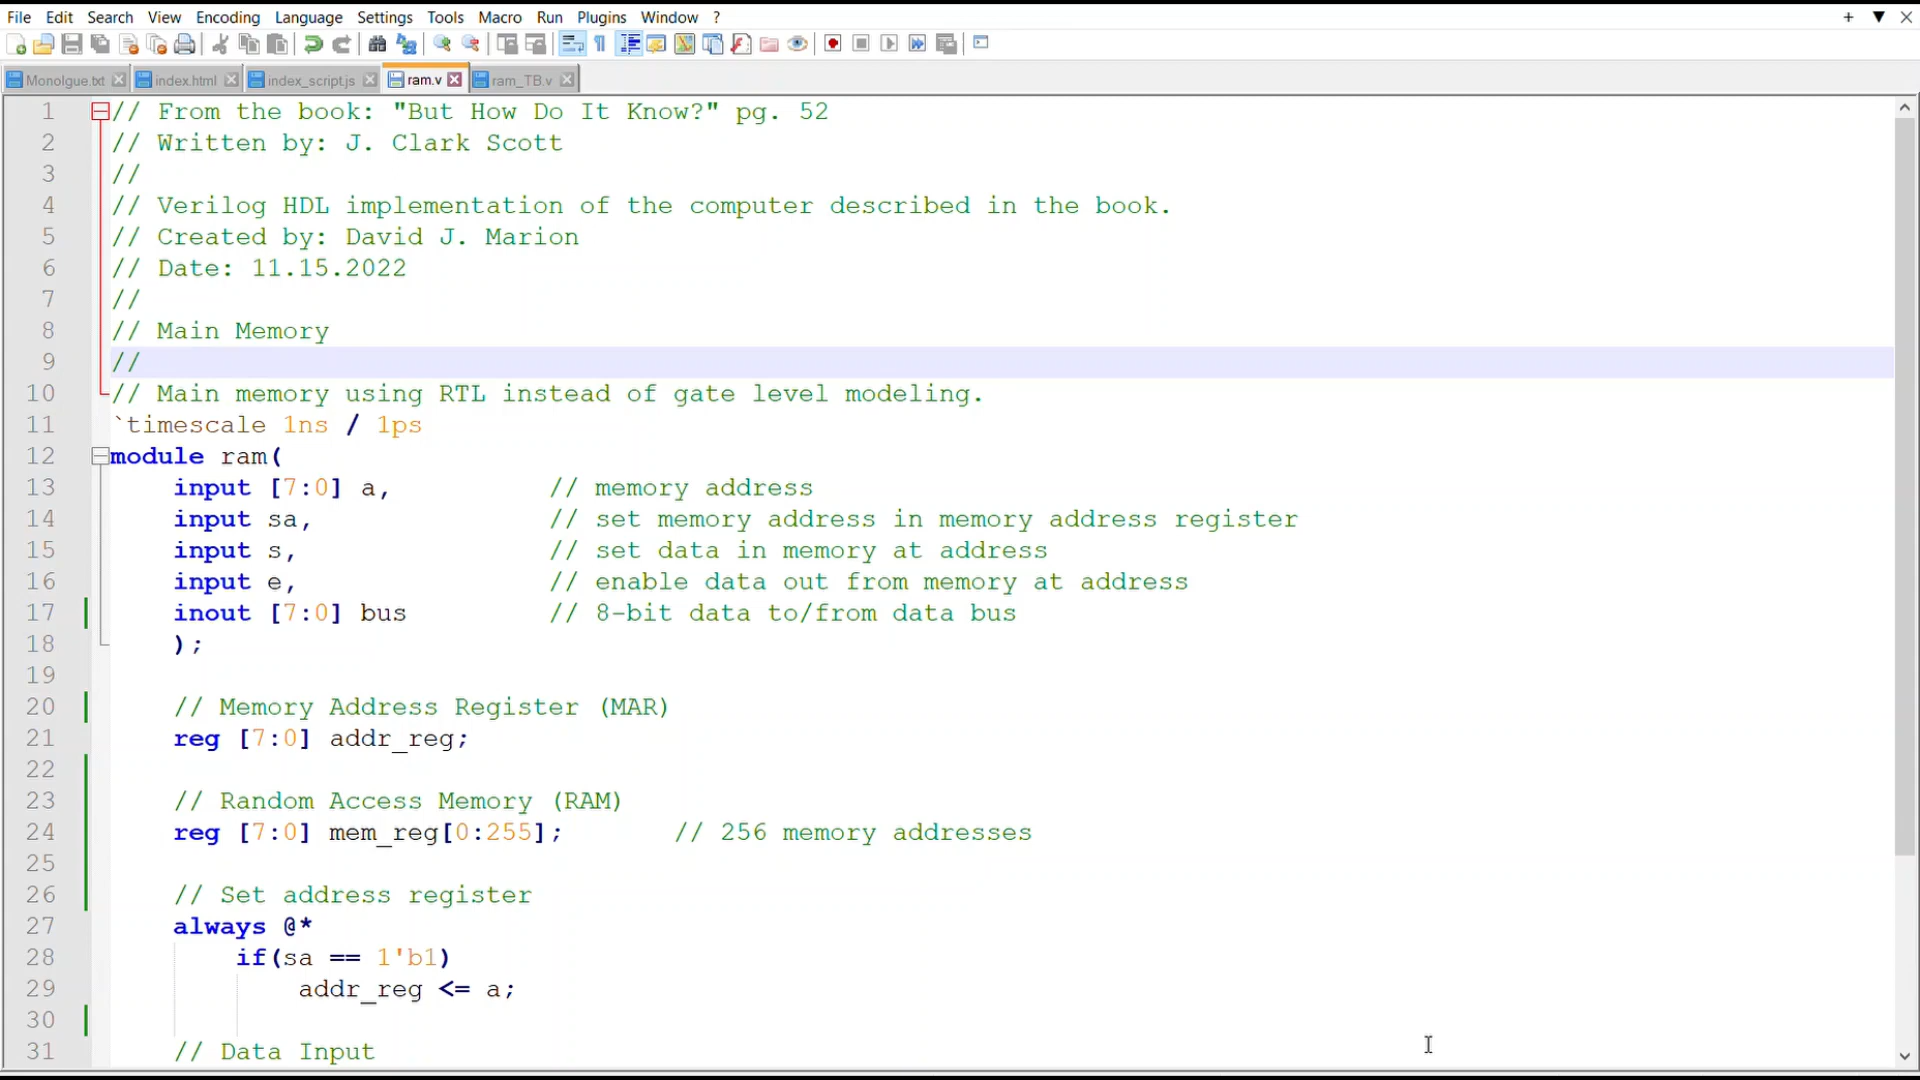 File Edit Search View Encoding Language Settings Tools Macro Run Plugins Window ?
Monolgue.txt index.html index_script.js ram.v ram_TB.v
1 // From the book: "But How Do It Know?" pg. 52
2 // Written by: J. Clark Scott
3 //
4 // Verilog HDL implementation of the computer described in the book.
5 // Created by: David J. Marion
6 // Date: 11.15.2022
7 //
8 // Main Memory
9 //
10 // Main memory using RTL instead of gate level modeling.
11 `timescale 1ns / 1ps
12 module ram(
13 input [7:0] a, // memory address
14 input sa, // set memory address in memory address register
15 input s, // set data in memory at address
16 input e, // enable data out from memory at address
17 inout [7:0] bus // 8-bit data to/from data bus
18 );
19
20 // Memory Address Register (MAR)
21 reg [7:0] addr_reg;
22
23 // Random Access Memory (RAM)
24 reg [7:0] mem_reg[0:255]; // 256 memory addresses
25
26 // Set address register
27 always @*
28 if(sa == 1'b1)
29 addr_reg <= a;
30
31 // Data Input